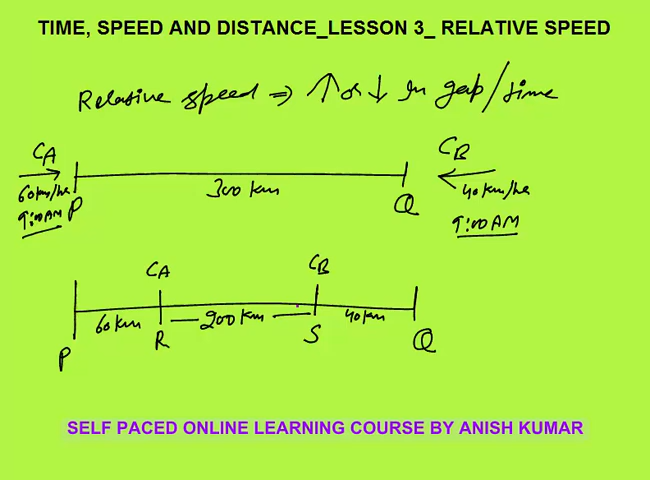 TIME, SPEED AND DISTANCE_LESSON 3_ RELATIVE SPEED
Relative speed ⇒ ↑ or ↓ in gap/time
CA
CB
60km/hr
300 km
40 km/hr
9:00 AM
P
Q
9:00 AM
CA
CB
60 km
200 km
40 km
P
R
S
Q
SELF PACED ONLINE LEARNING COURSE BY ANISH KUMAR